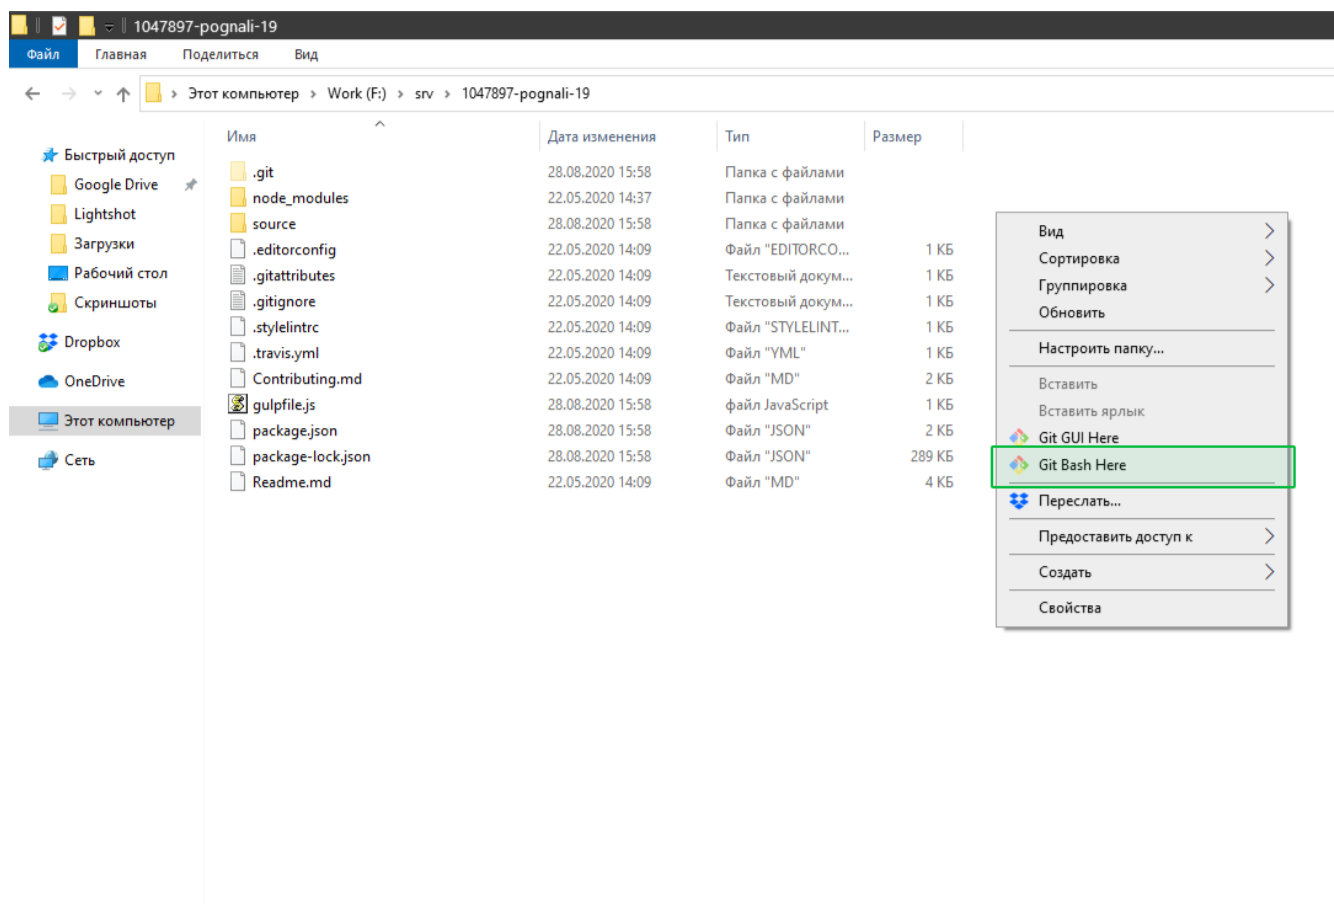 1047897-pognali-19
Файл Главная Поделиться Вид
Этот компьютер › Work (F:) › srv › 1047897-pognali-19
Имя Дата изменения Тип Размер
Быстрый доступ
Google Drive
Lightshot
Загрузки
Рабочий стол
Скриншоты
Dropbox
OneDrive
Этот компьютер
Сеть
.git 28.08.2020 15:58 Папка с файлами
node_modules 22.05.2020 14:37 Папка с файлами
source 28.08.2020 15:58 Папка с файлами
.editorconfig 22.05.2020 14:09 Файл "EDITORCO... 1 КБ
.gitattributes 22.05.2020 14:09 Текстовый докум... 1 КБ
.gitignore 22.05.2020 14:09 Текстовый докум... 1 КБ
.stylelintrc 22.05.2020 14:09 Файл "STYLELINT... 1 КБ
.travis.yml 22.05.2020 14:09 Файл "YML" 1 КБ
Contributing.md 22.05.2020 14:09 Файл "MD" 2 КБ
gulpfile.js 28.08.2020 15:58 файл JavaScript 1 КБ
package.json 28.08.2020 15:58 Файл "JSON" 2 КБ
package-lock.json 28.08.2020 15:58 Файл "JSON" 289 КБ
Readme.md 22.05.2020 14:09 Файл "MD" 4 КБ
Вид
Сортировка
Группировка
Обновить
Настроить папку...
Вставить
Вставить ярлык
Git GUI Here
Git Bash Here
Переслать...
Предоставить доступ к
Создать
Свойства